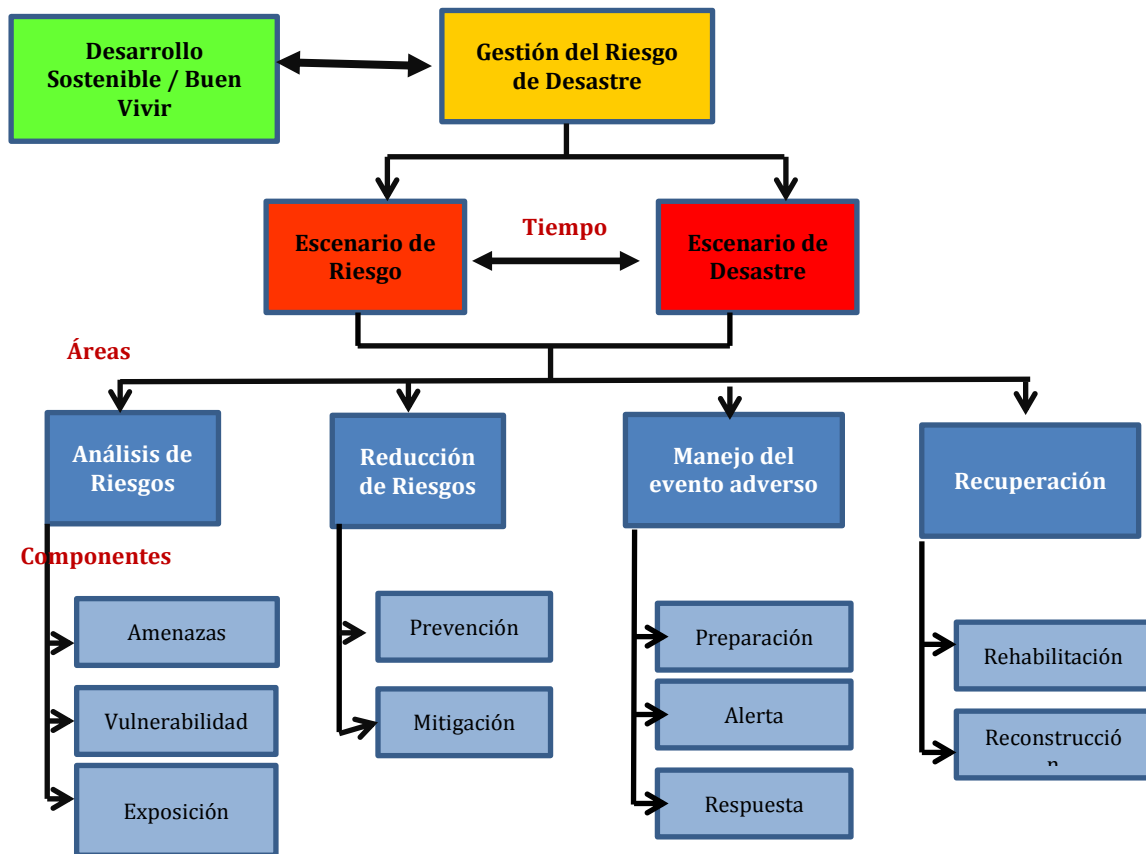 Desarrollo
Sostenible / Buen
Vivir
Gestión del Riesgo
de Desastre
Escenario de
Riesgo
Tiempo
Escenario de
Desastre
Áreas
Análisis de
Riesgos
Reducción
de Riesgos
Manejo del
evento adverso
Recuperación
Componentes
Amenazas
Vulnerabilidad
Exposición
Prevención
Mitigación
Preparación
Alerta
Respuesta
Rehabilitación
Reconstrucció
n